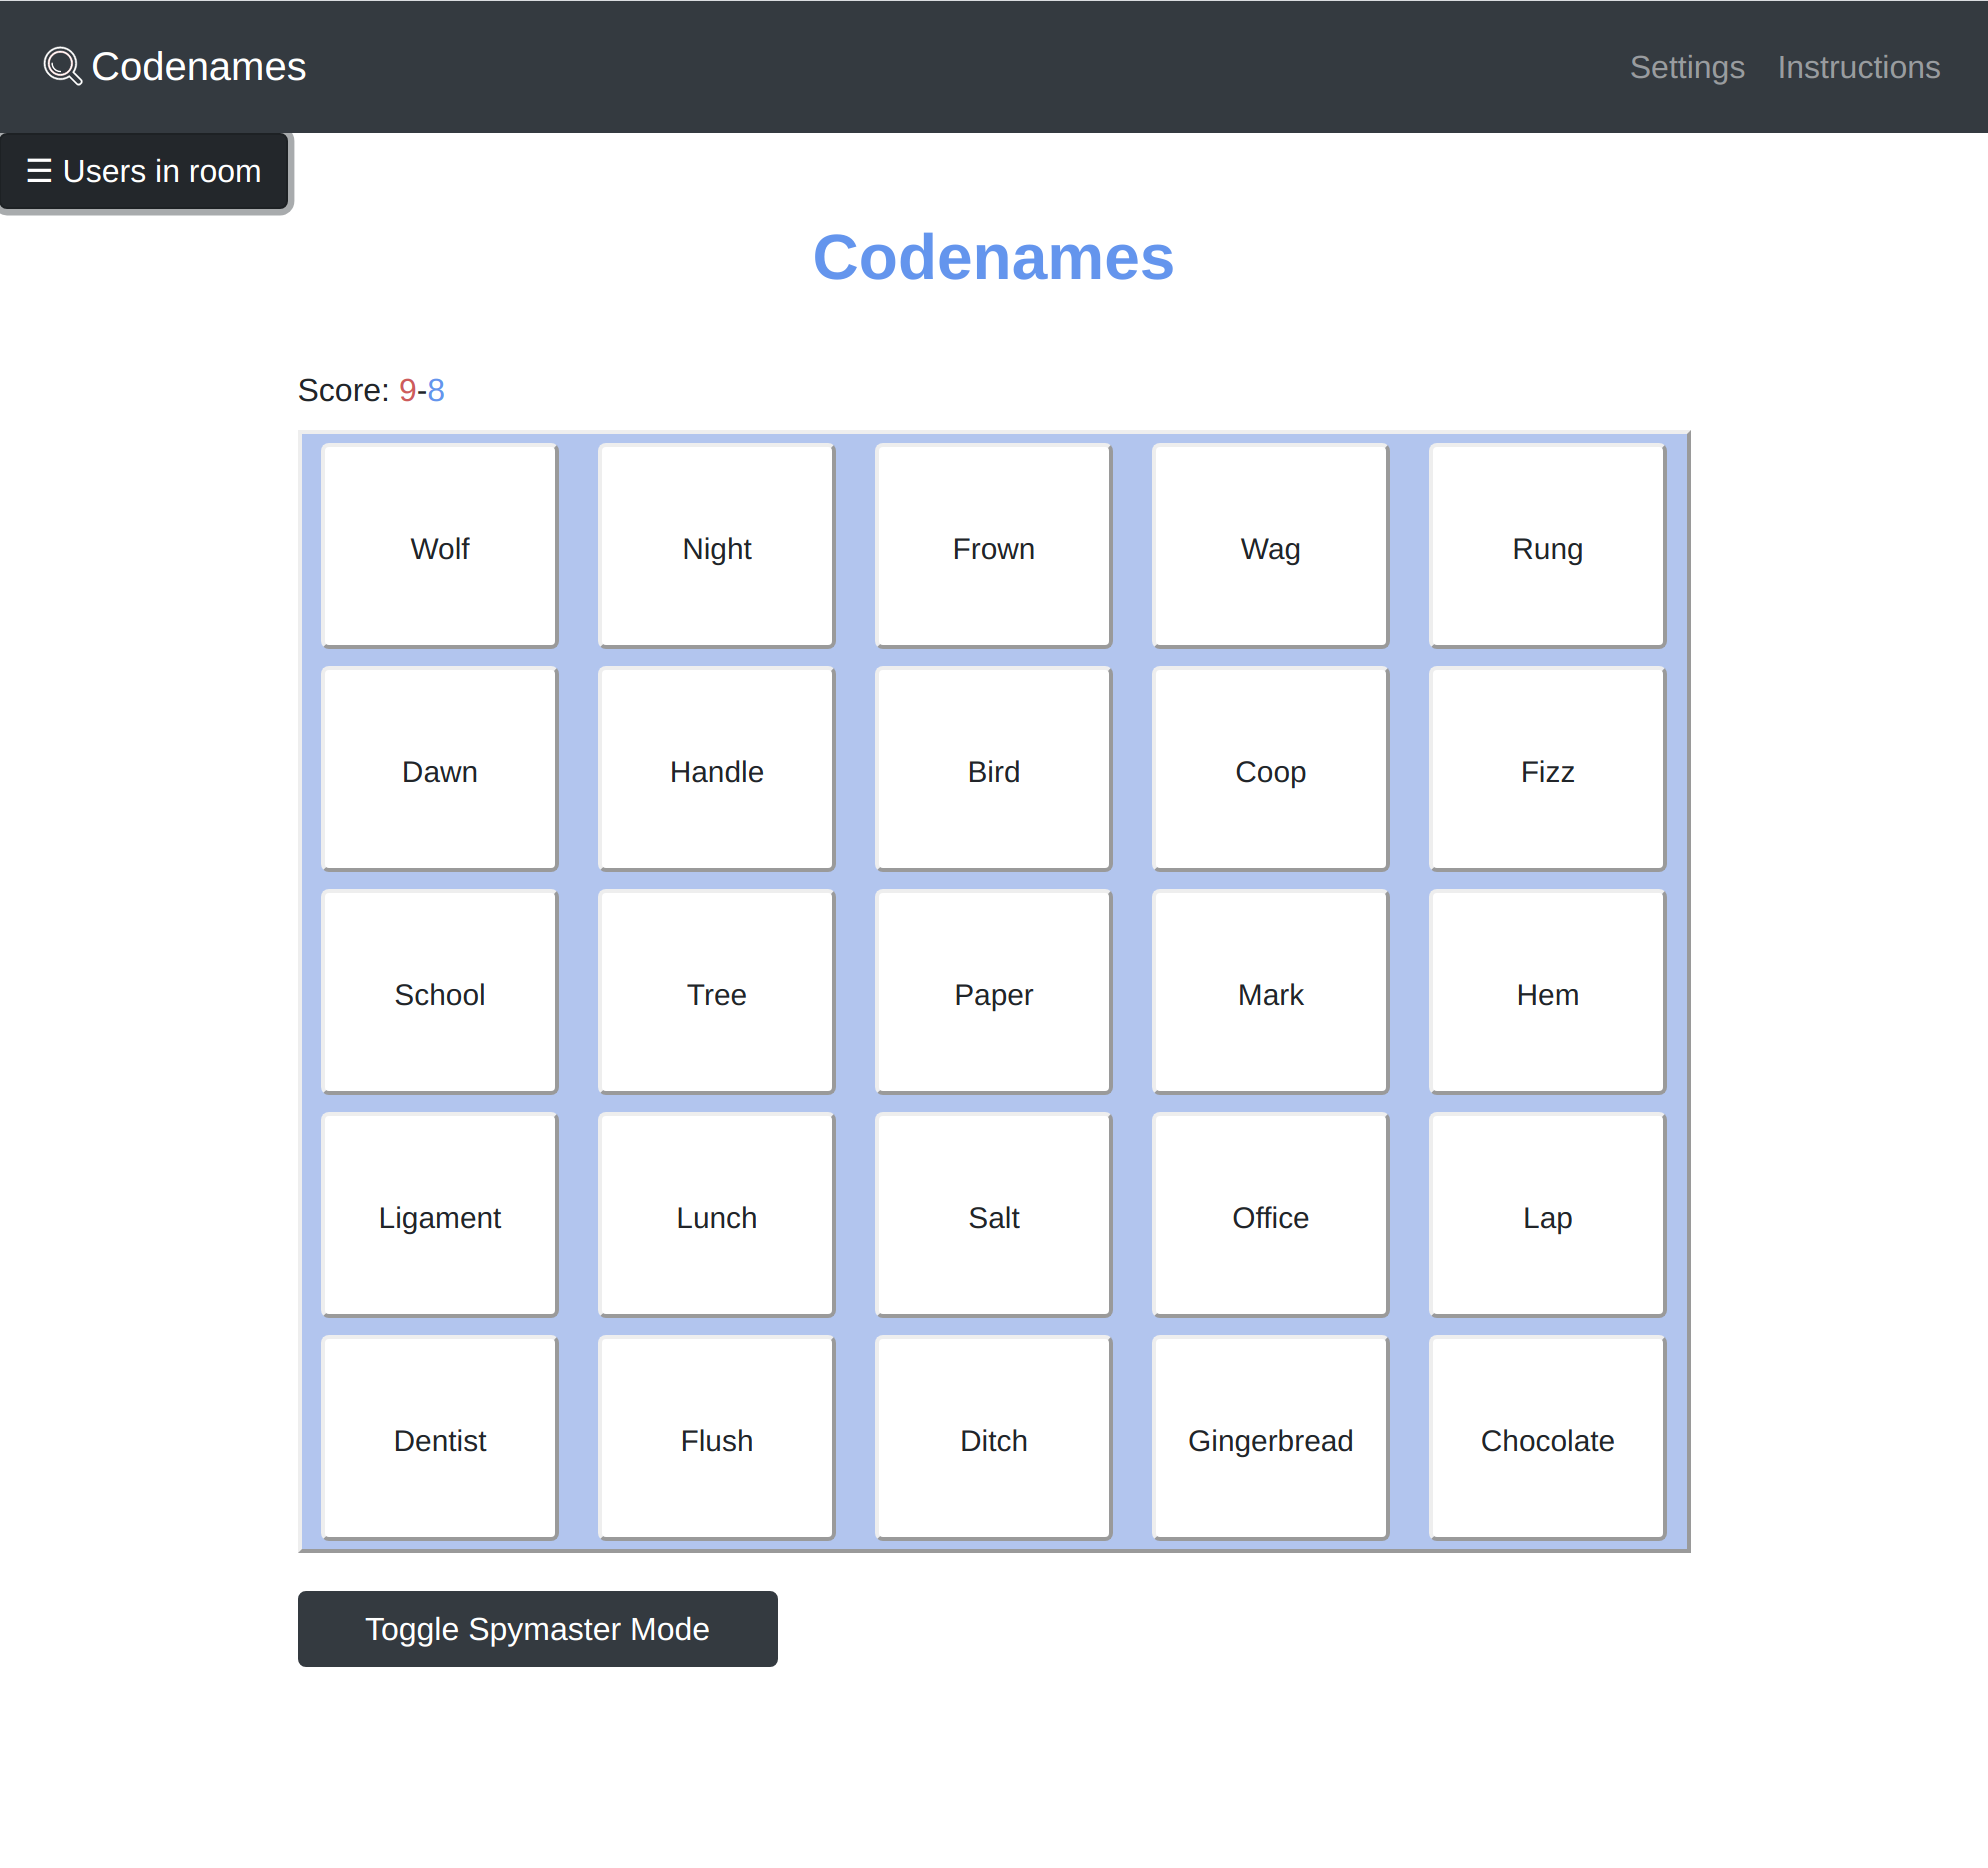 Codenames Settings Instructions
☰ Users in room
Codenames
Score: 9-8
Wolf Night Frown Wag Rung
Dawn Handle Bird Coop Fizz
School Tree Paper Mark Hem
Ligament Lunch Salt Office Lap
Dentist Flush Ditch Gingerbread Chocolate
Toggle Spymaster Mode